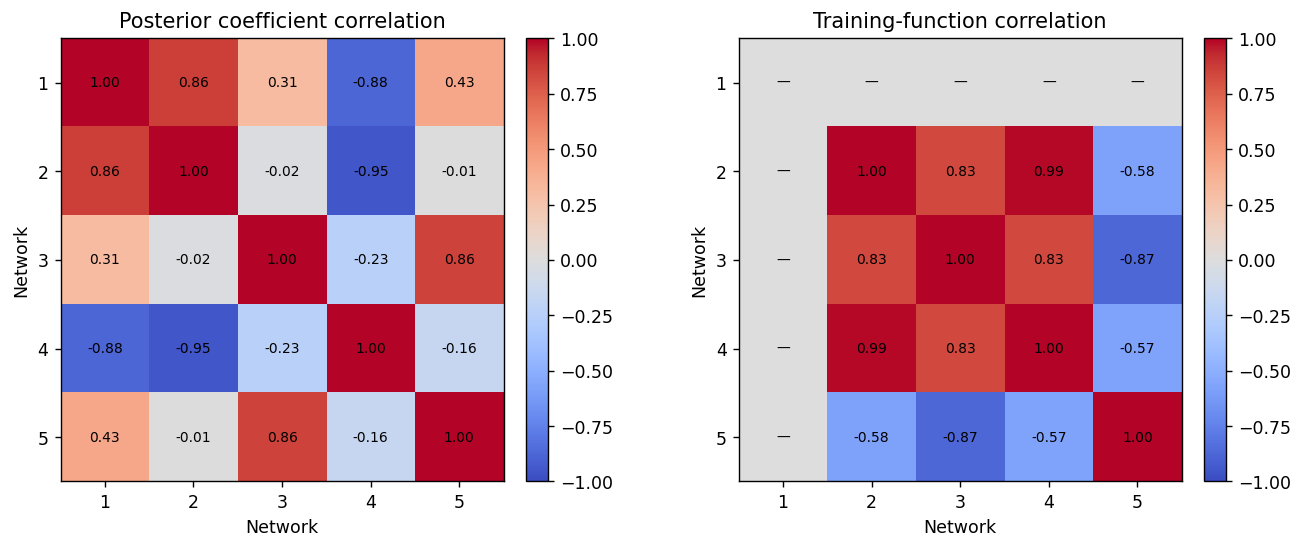 Posterior coefficient correlation
Network
1 1.00 0.86 0.31 -0.88 0.43
2 0.86 1.00 -0.02 -0.95 -0.01
3 0.31 -0.02 1.00 -0.23 0.86
4 -0.88 -0.95 -0.23 1.00 -0.16
5 0.43 -0.01 0.86 -0.16 1.00
1 2 3 4 5
Network
1.00
0.75
0.50
0.25
0.00
−0.25
−0.50
−0.75
−1.00
Training-function correlation
Network
1 — — — — —
2 — 1.00 0.83 0.99 -0.58
3 — 0.83 1.00 0.83 -0.87
4 — 0.99 0.83 1.00 -0.57
5 — -0.58 -0.87 -0.57 1.00
1 2 3 4 5
Network
1.00
0.75
0.50
0.25
0.00
−0.25
−0.50
−0.75
−1.00